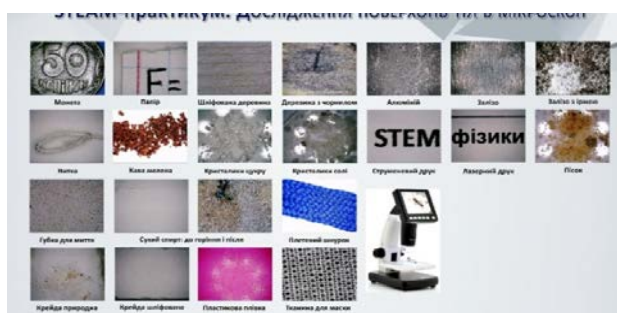 STEAM-практикум. Дослідження поверхонь тіл в мікроскоп
50
F=
Монета
Папір
Шліфована деревина
Деревина з чорнилом
Алюміній
Залізо
Залізо з іржею
STEM
фізики
Нитка
Кава мелена
Кристалики цукру
Кристалики солі
Струменевий друк
Лазерний друк
Пісок
Губка для миття
Сухий спирт: до горіння і після
Плетений шнурок
Крейда природна
Крейда шліфована
Пластикова плівка
Тканина для маски